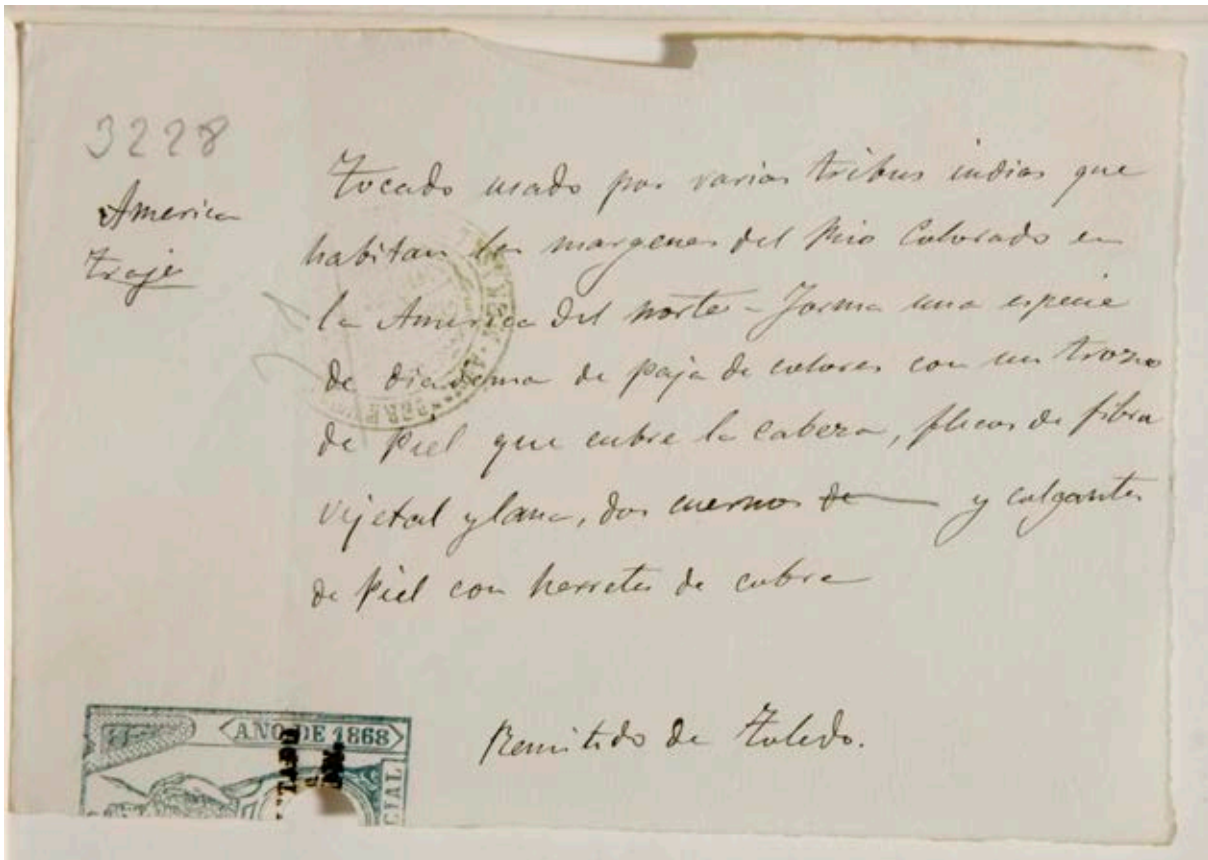 3228
America
traje
Tocado usado por varias tribus indias que
habitan las margenes del Rio Colorado en
la America del norte - Forma una especie
de diadema de paja de colores con un trozo
de piel que cubre la cabeza, flecos de fibra
vejetal y lana, dos cuernos de y colgantes
de piel con herretes de cobre
Remitido de Toledo.
AÑO DE 1868